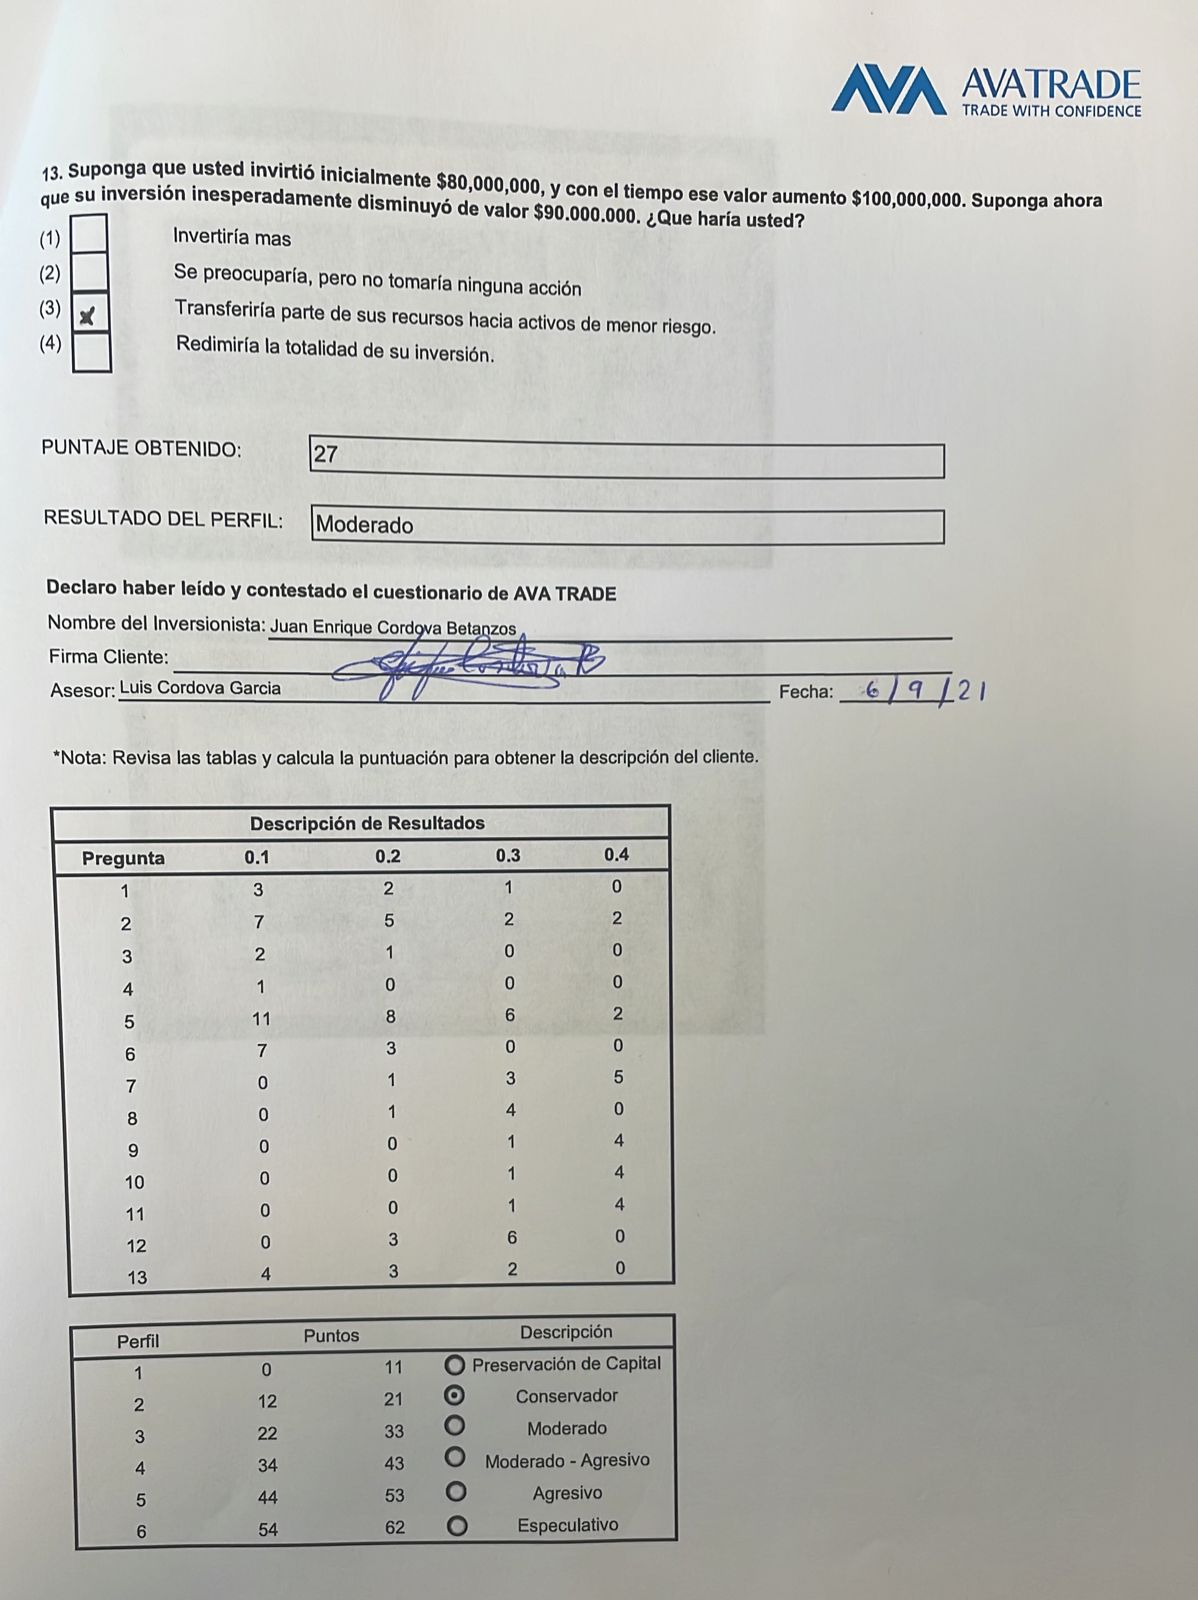 AVA AVATRADE
TRADE WITH CONFIDENCE
13. Suponga que usted invirtió inicialmente $80,000,000, y con el tiempo ese valor aumento $100,000,000. Suponga ahora
que su inversión inesperadamente disminuyó de valor $90.000.000. ¿Que haría usted?
(1) Invertiría mas
(2) Se preocuparía, pero no tomaría ninguna acción
(3) x Transferiría parte de sus recursos hacia activos de menor riesgo.
(4) Redimiría la totalidad de su inversión.
PUNTAJE OBTENIDO: 27
RESULTADO DEL PERFIL: Moderado
Declaro haber leído y contestado el cuestionario de AVA TRADE
Nombre del Inversionista: Juan Enrique Cordova Betanzos
Firma Cliente:
Asesor: Luis Cordova Garcia Fecha: 6/9/21
*Nota: Revisa las tablas y calcula la puntuación para obtener la descripción del cliente.
Descripción de Resultados
Pregunta 0.1 0.2 0.3 0.4
1 3 2 1 0
2 7 5 2 2
3 2 1 0 0
4 1 0 0 0
5 11 8 6 2
6 7 3 0 0
7 0 1 3 5
8 0 1 4 0
9 0 0 1 4
10 0 0 1 4
11 0 0 1 4
12 0 3 6 0
13 4 3 2 0
Perfil Puntos Descripción
1 0 11 Preservación de Capital
2 12 21 Conservador
3 22 33 Moderado
4 34 43 Moderado - Agresivo
5 44 53 Agresivo
6 54 62 Especulativo